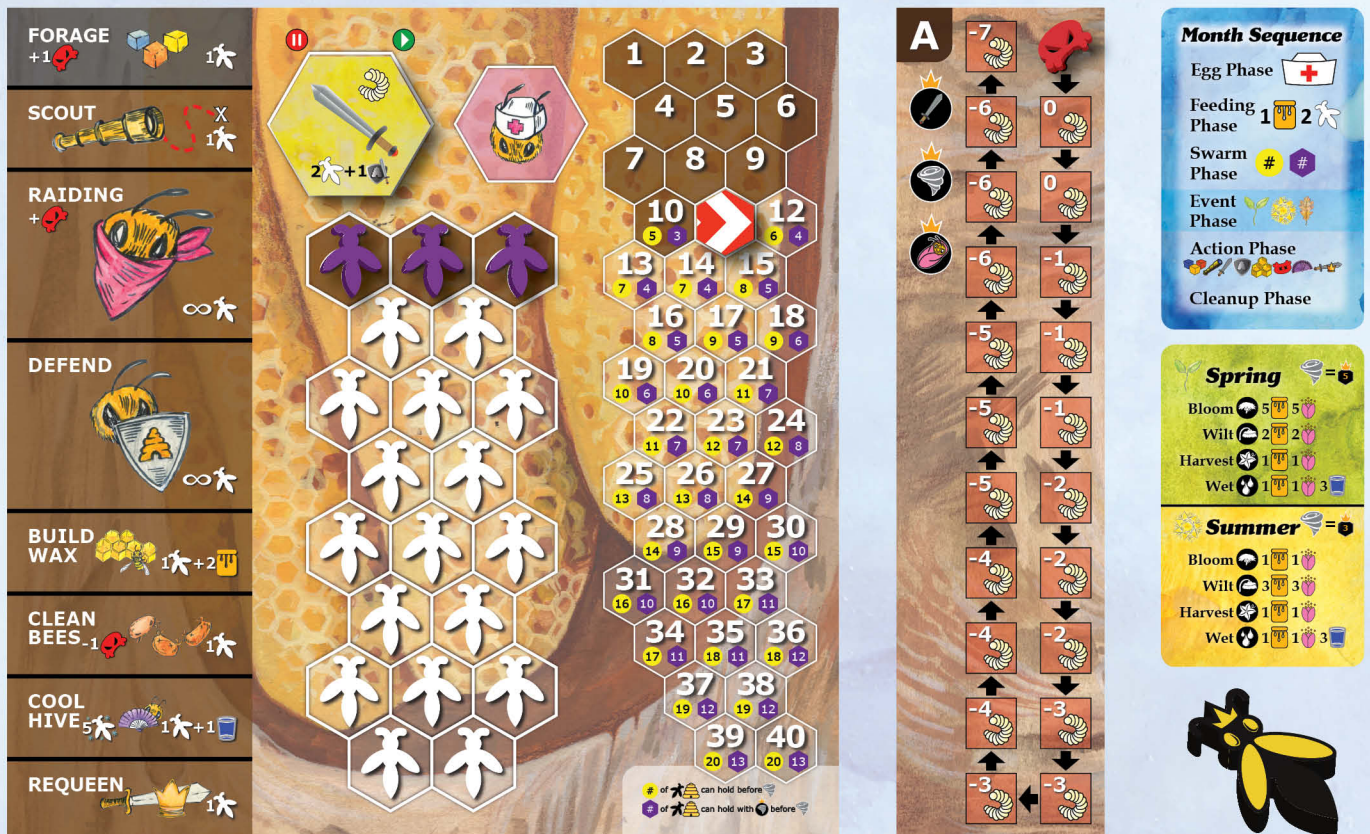 FORAGE
+1
1
SCOUT
X
1
RAIDING
+
∞
DEFEND
∞
BUILD
WAX
1 +2
CLEAN
BEES -1
1
COOL
HIVE 5 1 +1
REQUEEN
1
2 +1
1 2 3
4 5 6
7 8 9
10 12
5 3 6 4
13 14 15
7 4 7 4 8 5
16 17 18
8 5 9 5 9 6
19 20 21
10 6 10 6 11 7
22 23 24
11 7 12 7 12 8
25 26 27
13 8 13 8 14 9
28 29 30
14 9 15 9 15 10
31 32 33
16 10 16 10 17 11
34 35 36
17 11 18 11 18 12
37 38
19 12 19 12
39 40
20 13 20 13
# of can hold before
# of can hold with before
A
-7
-6 0
-6 0
-6 -1
-5 -1
-5 -1
-5 -2
-4 -2
-4 -2
-4 -3
-3 -3
Month Sequence
Egg Phase
Feeding
Phase 1 2
Swarm
Phase # #
Event
Phase
Action Phase
Cleanup Phase
Spring = 5
Bloom 5 5
Wilt 2 2
Harvest 1 1
Wet 1 1 3
Summer = 3
Bloom 1 1
Wilt 3 3
Harvest 1 1
Wet 1 1 3